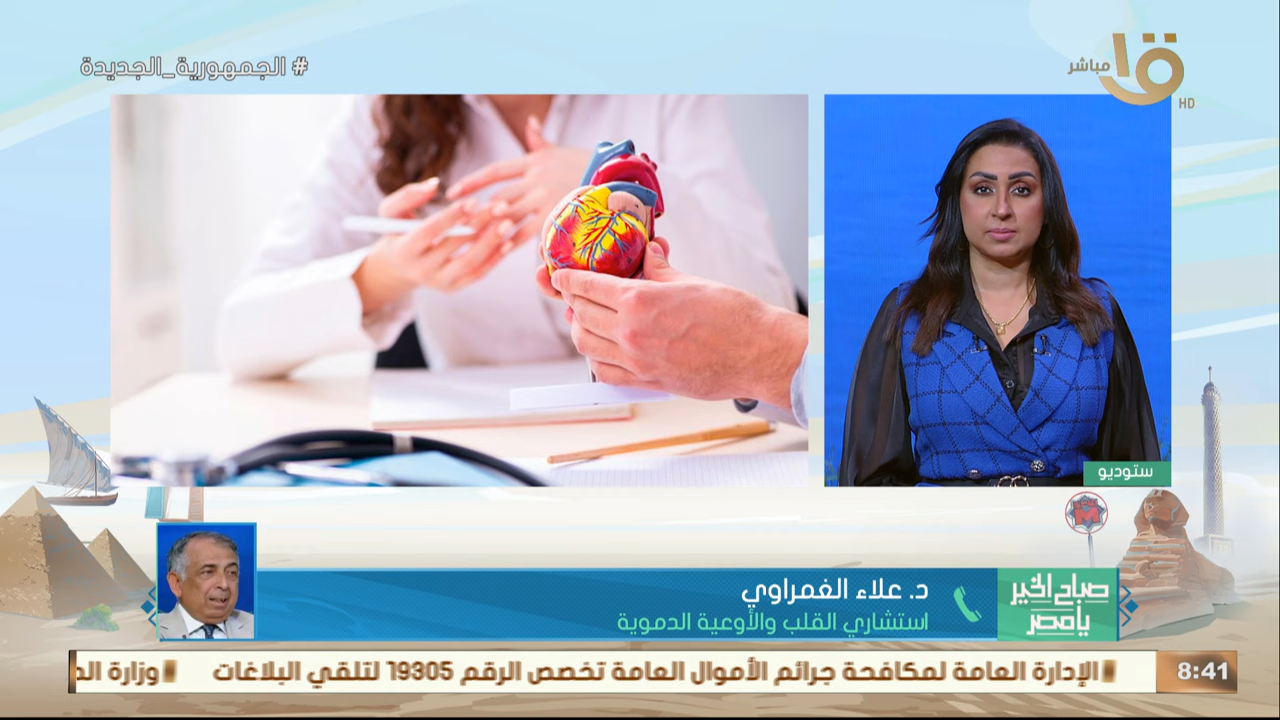 # الجمهورية_الجديدة
مباشر
HD
ستوديو
د. علاء الغمراوي
استشاري القلب والأوعية الدموية
صباح الخير
يا مصر
8:41
الإدارة العامة لمكافحة جرائم الأموال العامة تخصص الرقم 19305 لتلقي البلاغات
وزارة